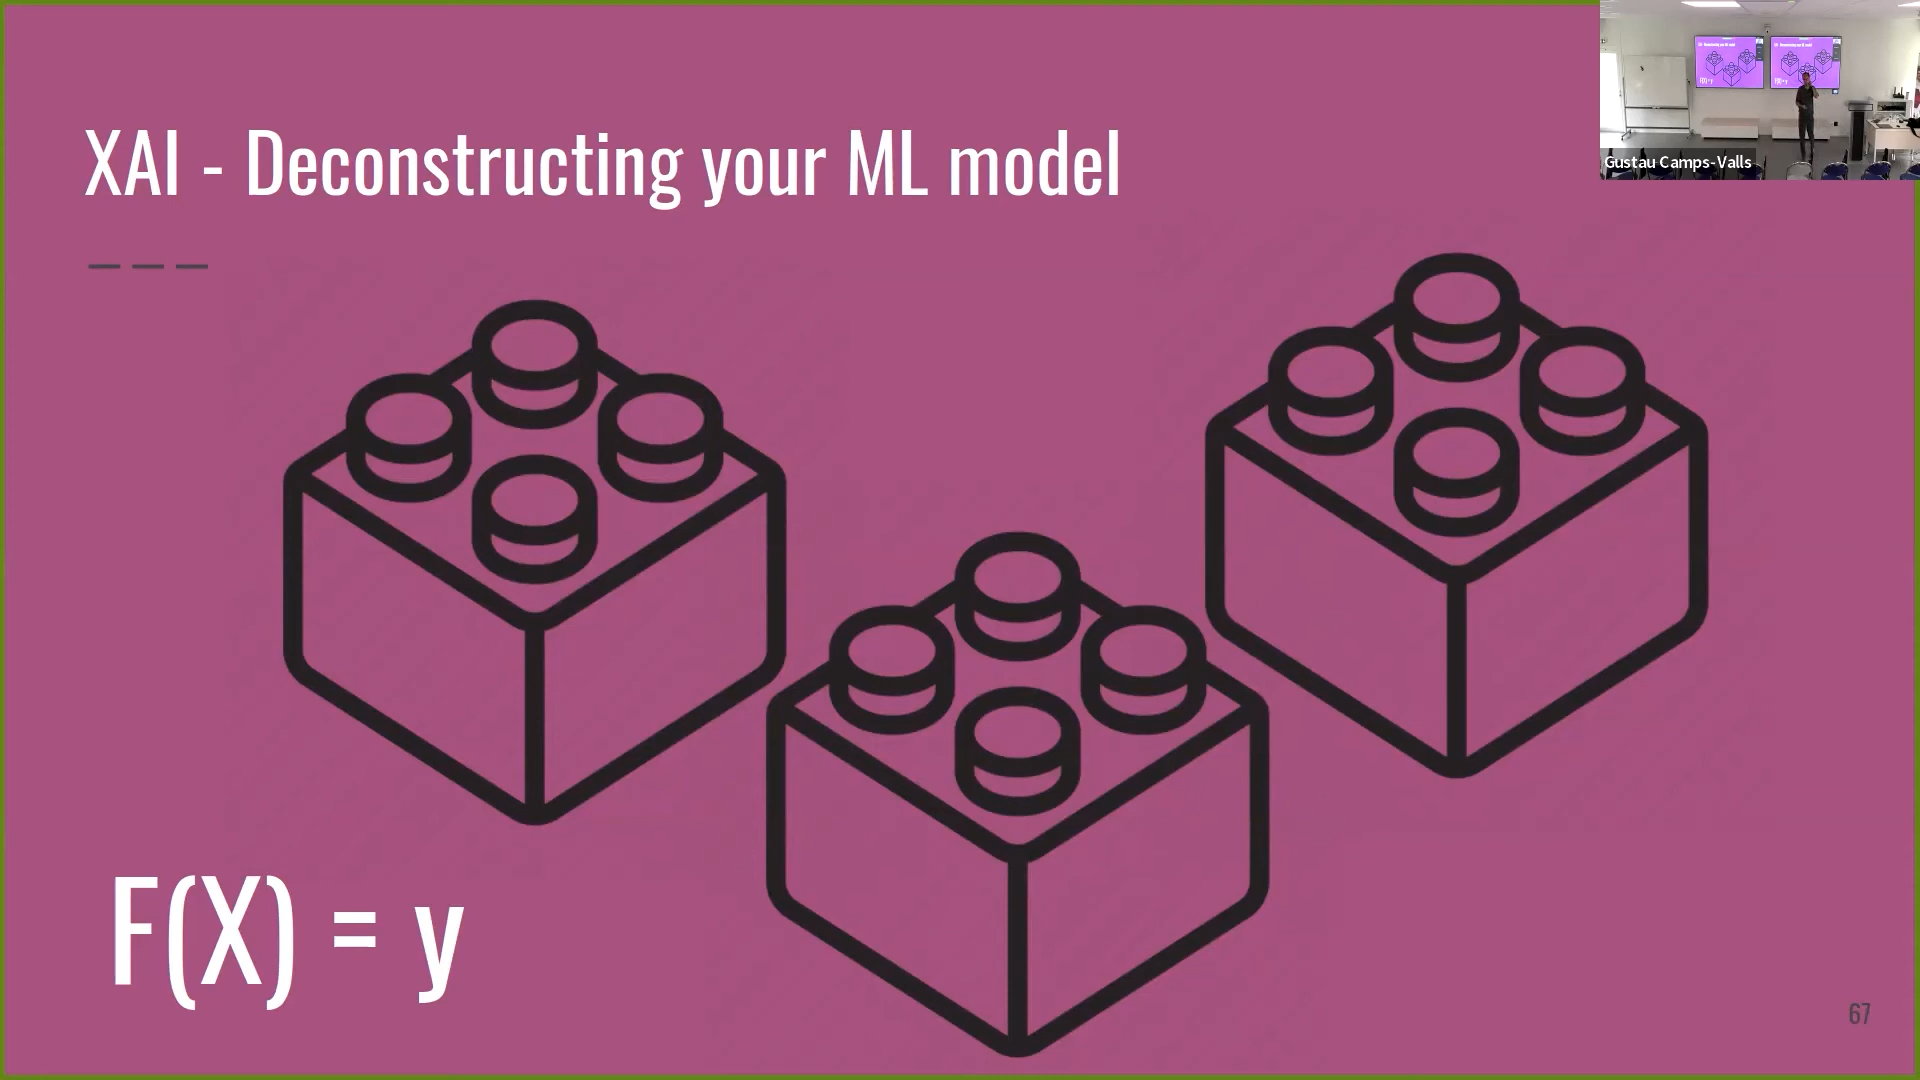 XAI - Deconstructing your ML model
Gustau Camps-Valls
F(X) = y
67